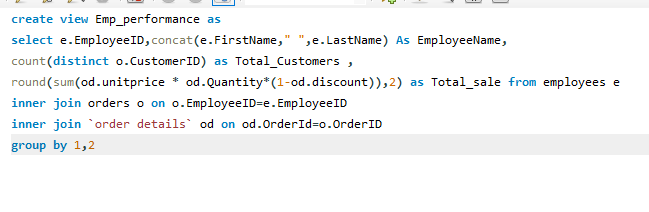 create view Emp_performance as
select e.EmployeeID,concat(e.FirstName," ",e.LastName) As EmployeeName,
count(distinct o.CustomerID) as Total_Customers ,
round(sum(od.unitprice * od.Quantity*(1-od.discount)),2) as Total_sale from employees e
inner join orders o on o.EmployeeID=e.EmployeeID
inner join `order details` od on od.OrderId=o.OrderID
group by 1,2